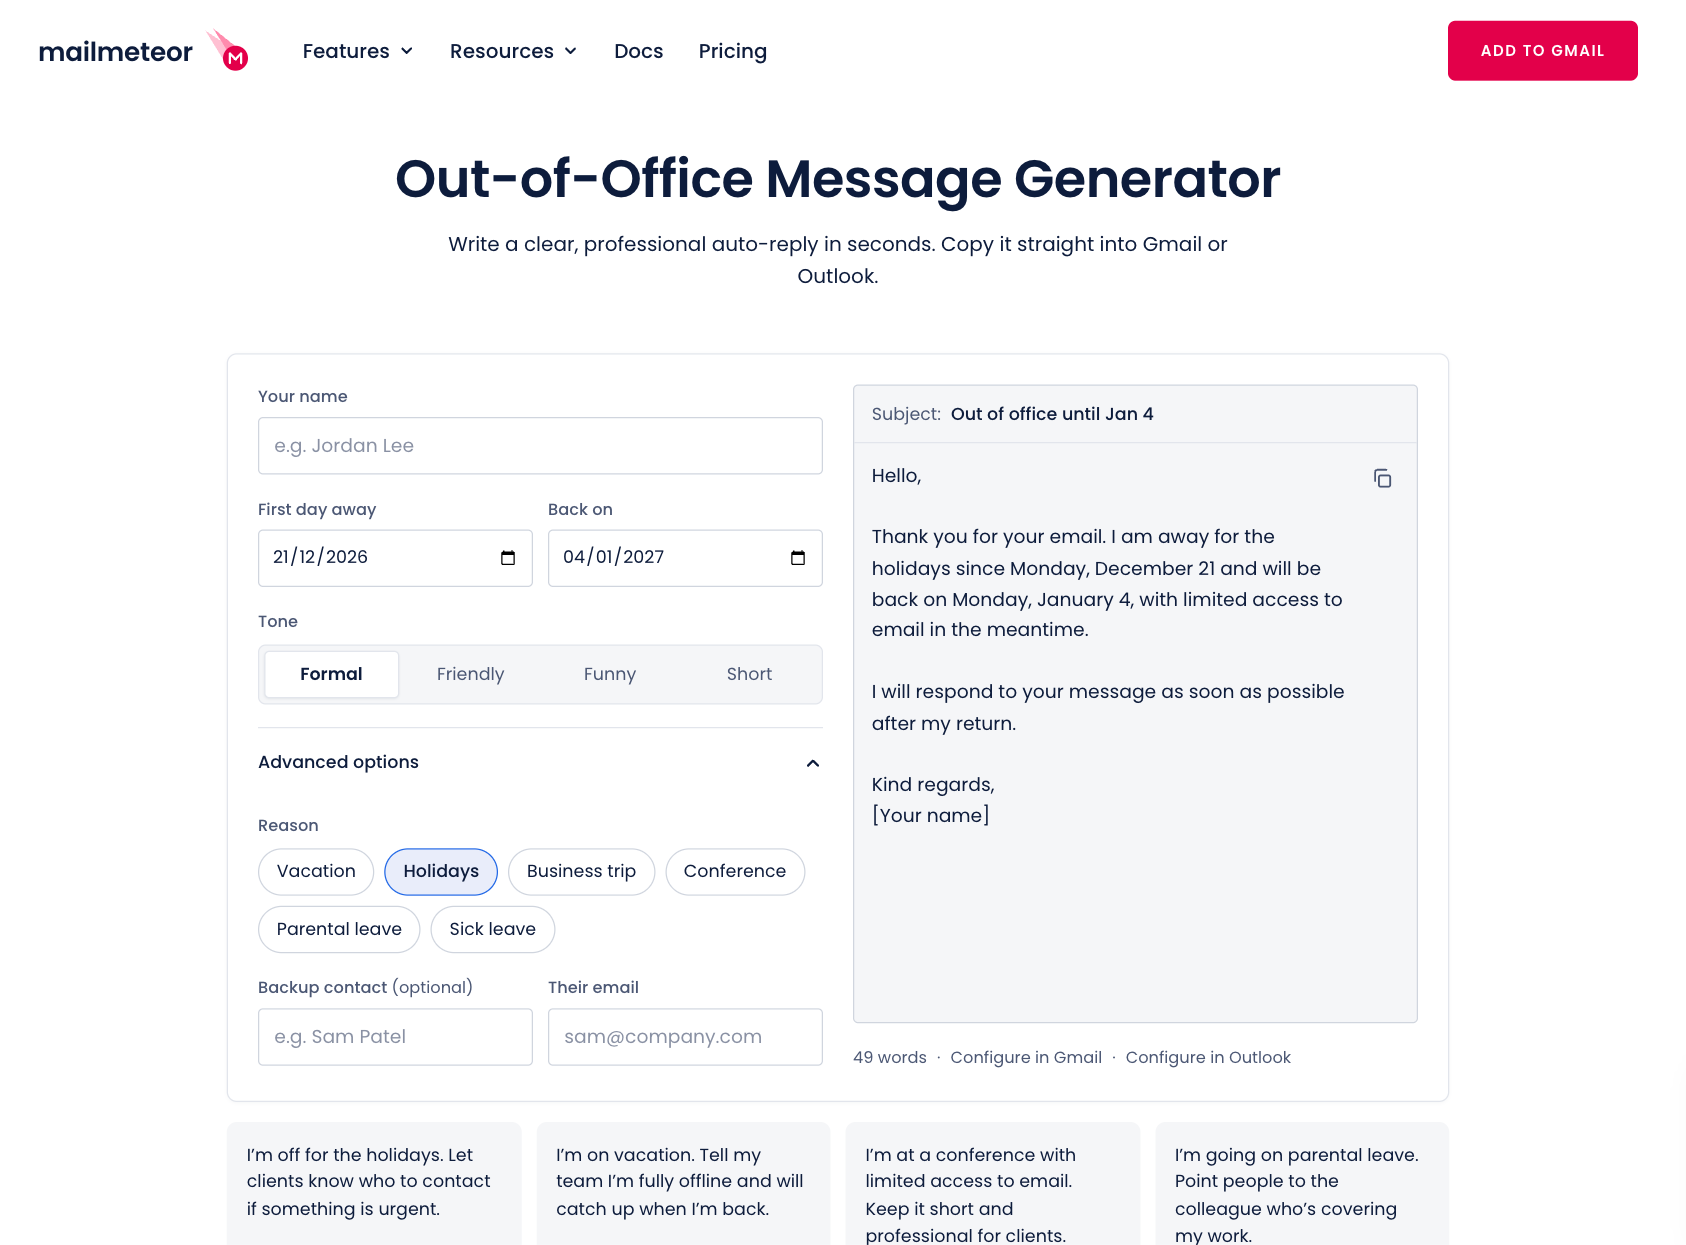 mailmeteor
M
Features
Resources
Docs
Pricing
ADD TO GMAIL
Out-of-Office Message Generator
Write a clear, professional auto-reply in seconds. Copy it straight into Gmail or
Outlook.
Your name
e.g. Jordan Lee
First day away
Back on
21/12/2026
04/01/2027
Tone
Formal
Friendly
Funny
Short
Advanced options
Reason
Vacation
Holidays
Business trip
Conference
Parental leave
Sick leave
Backup contact (optional)
Their email
e.g. Sam Patel
sam@company.com
Subject: Out of office until Jan 4
Hello,
Thank you for your email. I am away for the
holidays since Monday, December 21 and will be
back on Monday, January 4, with limited access to
email in the meantime.
I will respond to your message as soon as possible
after my return.
Kind regards,
[Your name]
49 words · Configure in Gmail · Configure in Outlook
I’m off for the holidays. Let
clients know who to contact
if something is urgent.
I’m on vacation. Tell my
team I’m fully offline and will
catch up when I’m back.
I’m at a conference with
limited access to email.
Keep it short and
professional for clients.
I’m going on parental leave.
Point people to the
colleague who’s covering
my work.